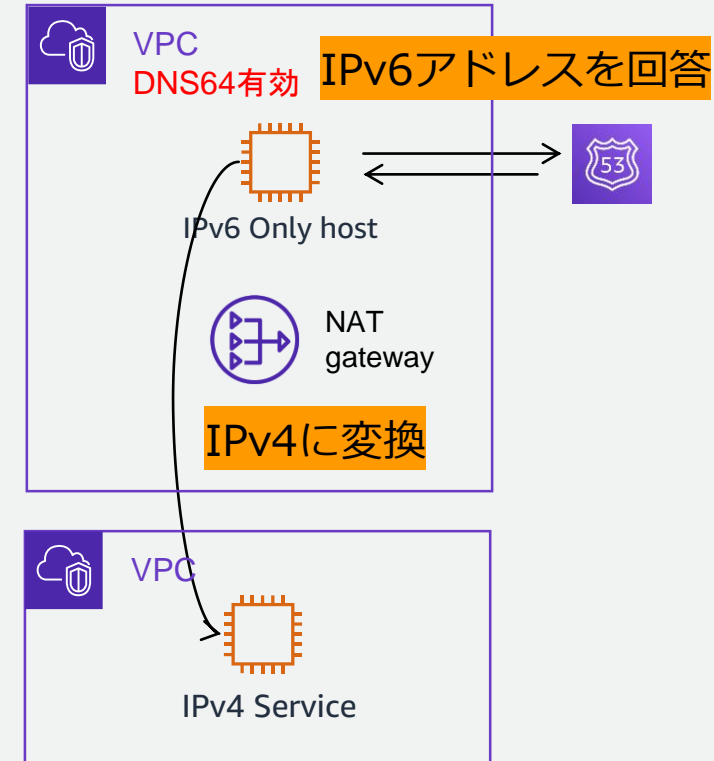 VPC
DNS64有効
IPv6アドレスを回答
53
IPv6 Only host
NAT
gateway
IPv4に変換
VPC
IPv4 Service